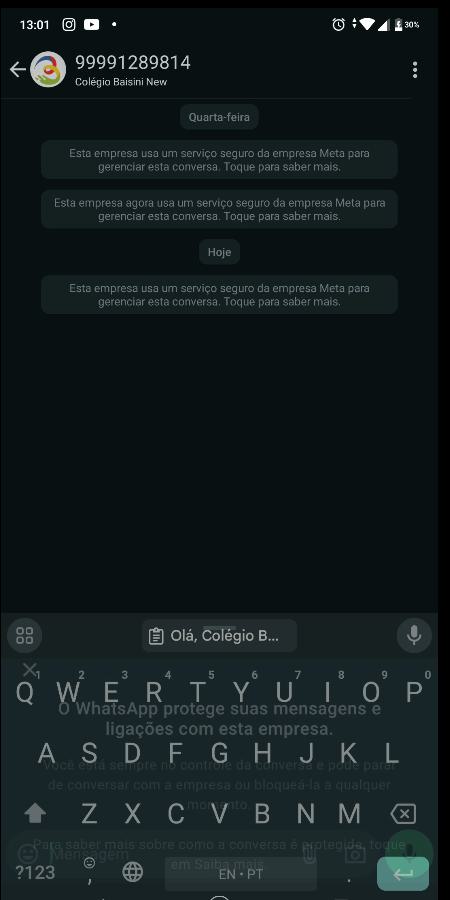 13:01
30%
99991289814
Colégio Baisini New
Quarta-feira
Esta empresa usa um serviço seguro da empresa Meta para
gerenciar esta conversa. Toque para saber mais.
Esta empresa agora usa um serviço seguro da empresa Meta para
gerenciar esta conversa. Toque para saber mais.
Hoje
Esta empresa usa um serviço seguro da empresa Meta para
gerenciar esta conversa. Toque para saber mais.
Olá, Colégio B...
1 2 3 4 5 6 7 8 9 0
Q W E R T Y U I O P
O WhatsApp protege suas mensagens e
ligações com esta empresa.
A S D F G H J K L
Você está sempre no controle da conversa e pode parar
de conversar com a empresa ou bloqueá-la a qualquer
momento.
Z X C V B N M
Para saber mais sobre como a conversa é protegida, toque
em Saiba mais.
Mensagem
?123 , EN • PT .